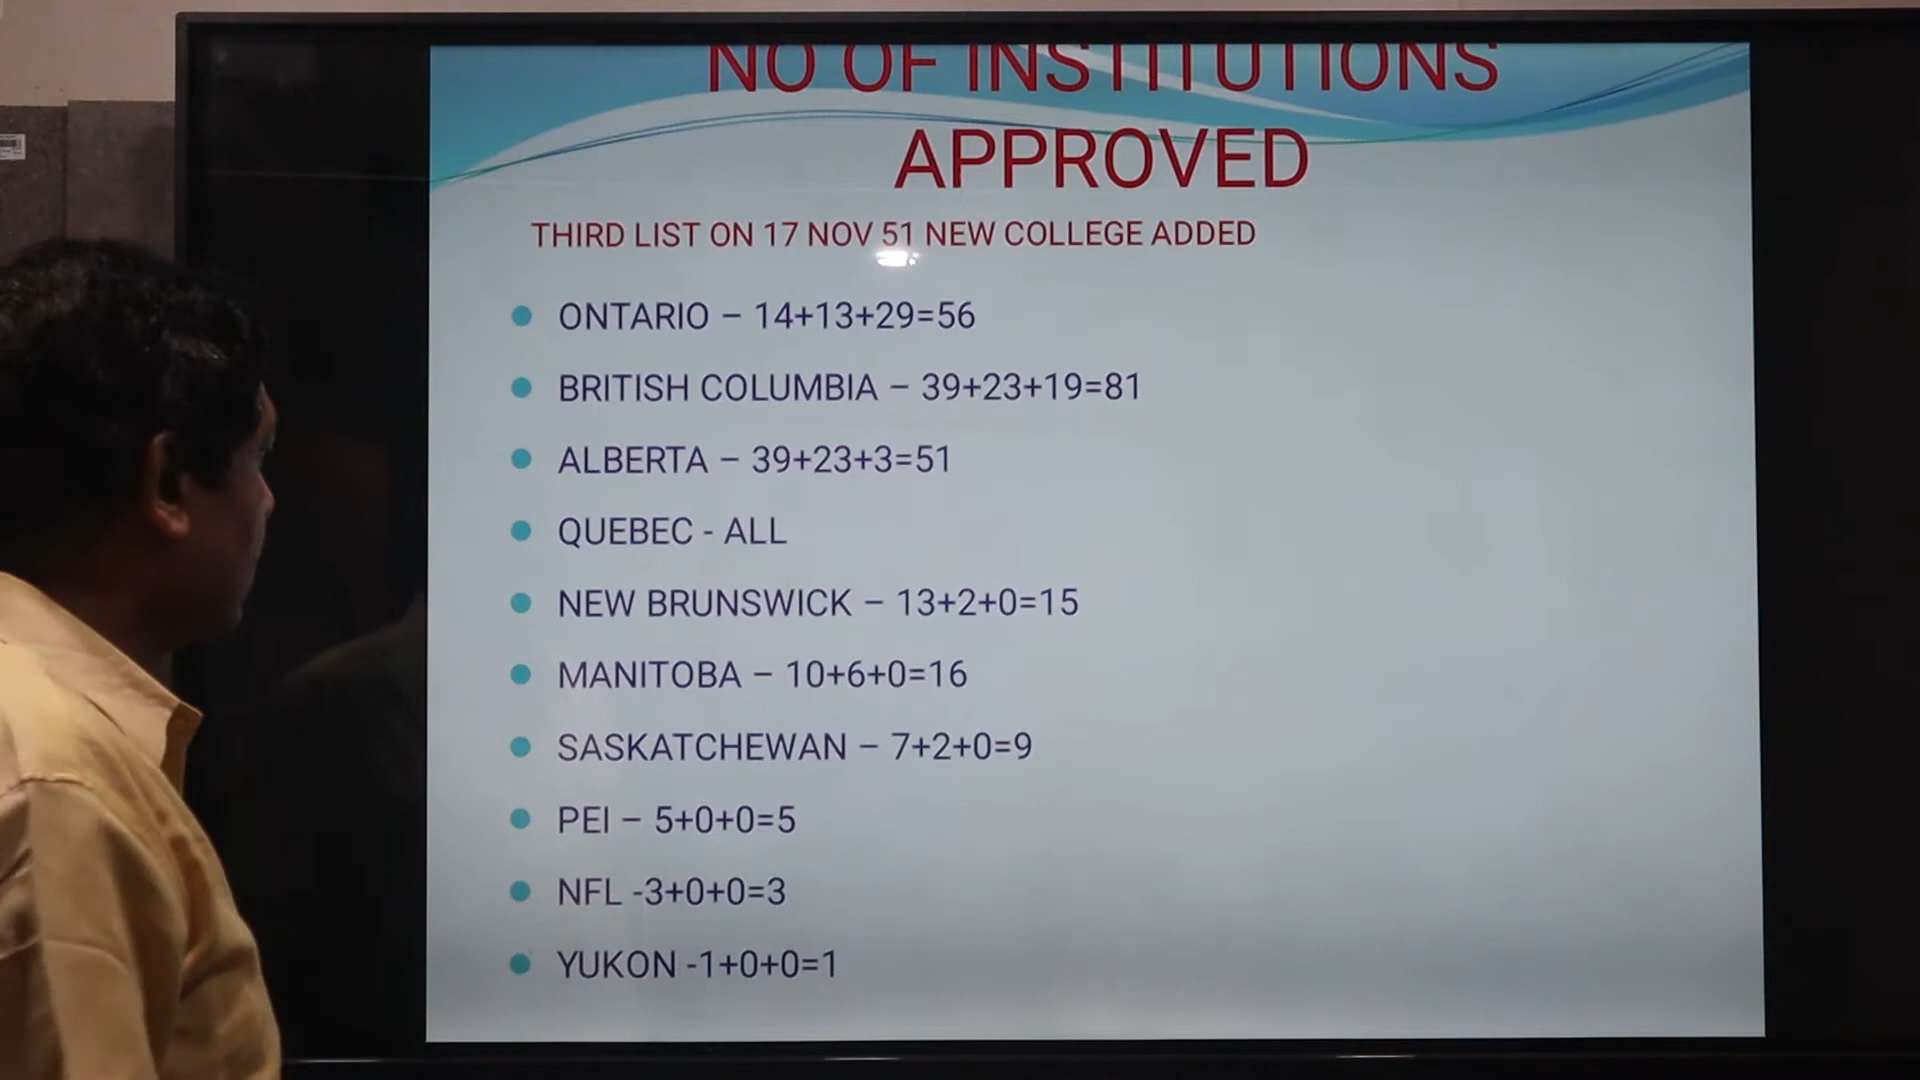 NO OF INSTITUTIONS
APPROVED
THIRD LIST ON 17 NOV 51 NEW COLLEGE ADDED
ONTARIO – 14+13+29=56
BRITISH COLUMBIA – 39+23+19=81
ALBERTA – 39+23+3=51
QUEBEC - ALL
NEW BRUNSWICK – 13+2+0=15
MANITOBA – 10+6+0=16
SASKATCHEWAN – 7+2+0=9
PEI – 5+0+0=5
NFL -3+0+0=3
YUKON -1+0+0=1